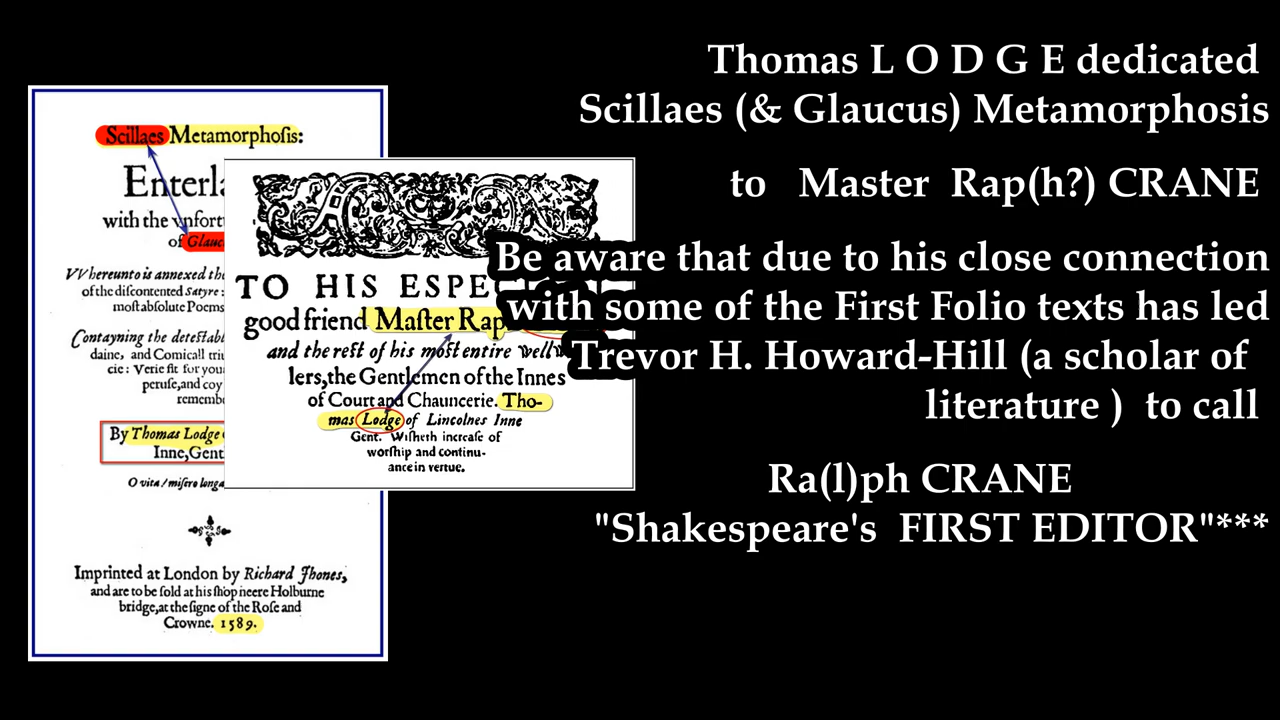 Thomas L O D G E dedicated
Scillaes (& Glaucus) Metamorphosis
to Master Rap(h?) CRANE
Be aware that due to his close connection
with some of the First Folio texts has led
Trevor H. Howard-Hill (a scholar of
literature ) to call
Ra(l)ph CRANE
"Shakespeare's FIRST EDITOR"***
Scillaes Metamorphosis:
Enterla
with the vnfort
of Glauc
VVhereunto is annexed the
of the discontented Satyre:
most absolute Poems
Contayning the detestab
daine, and Comicall triu
cie: Verie fit for you
peruse, and coy
remembe
By Thomas Lodge
Inne, Gent
O vita! misero longa
Imprinted at London by Richard Jhones,
and are to be sold at his shop neere Holburne
bridge, at the signe of the Rose and
Crowne. 1589.
TO HIS ESPE
good friend Master Rap
and the rest of his most entire well w
lers, the Gentlemen of the Innes
of Court and Chauncerie. Tho-
mas Lodge of Lincolnes Inne
Gent. Wisheth increase of
worship and continu-
ance in vertue.